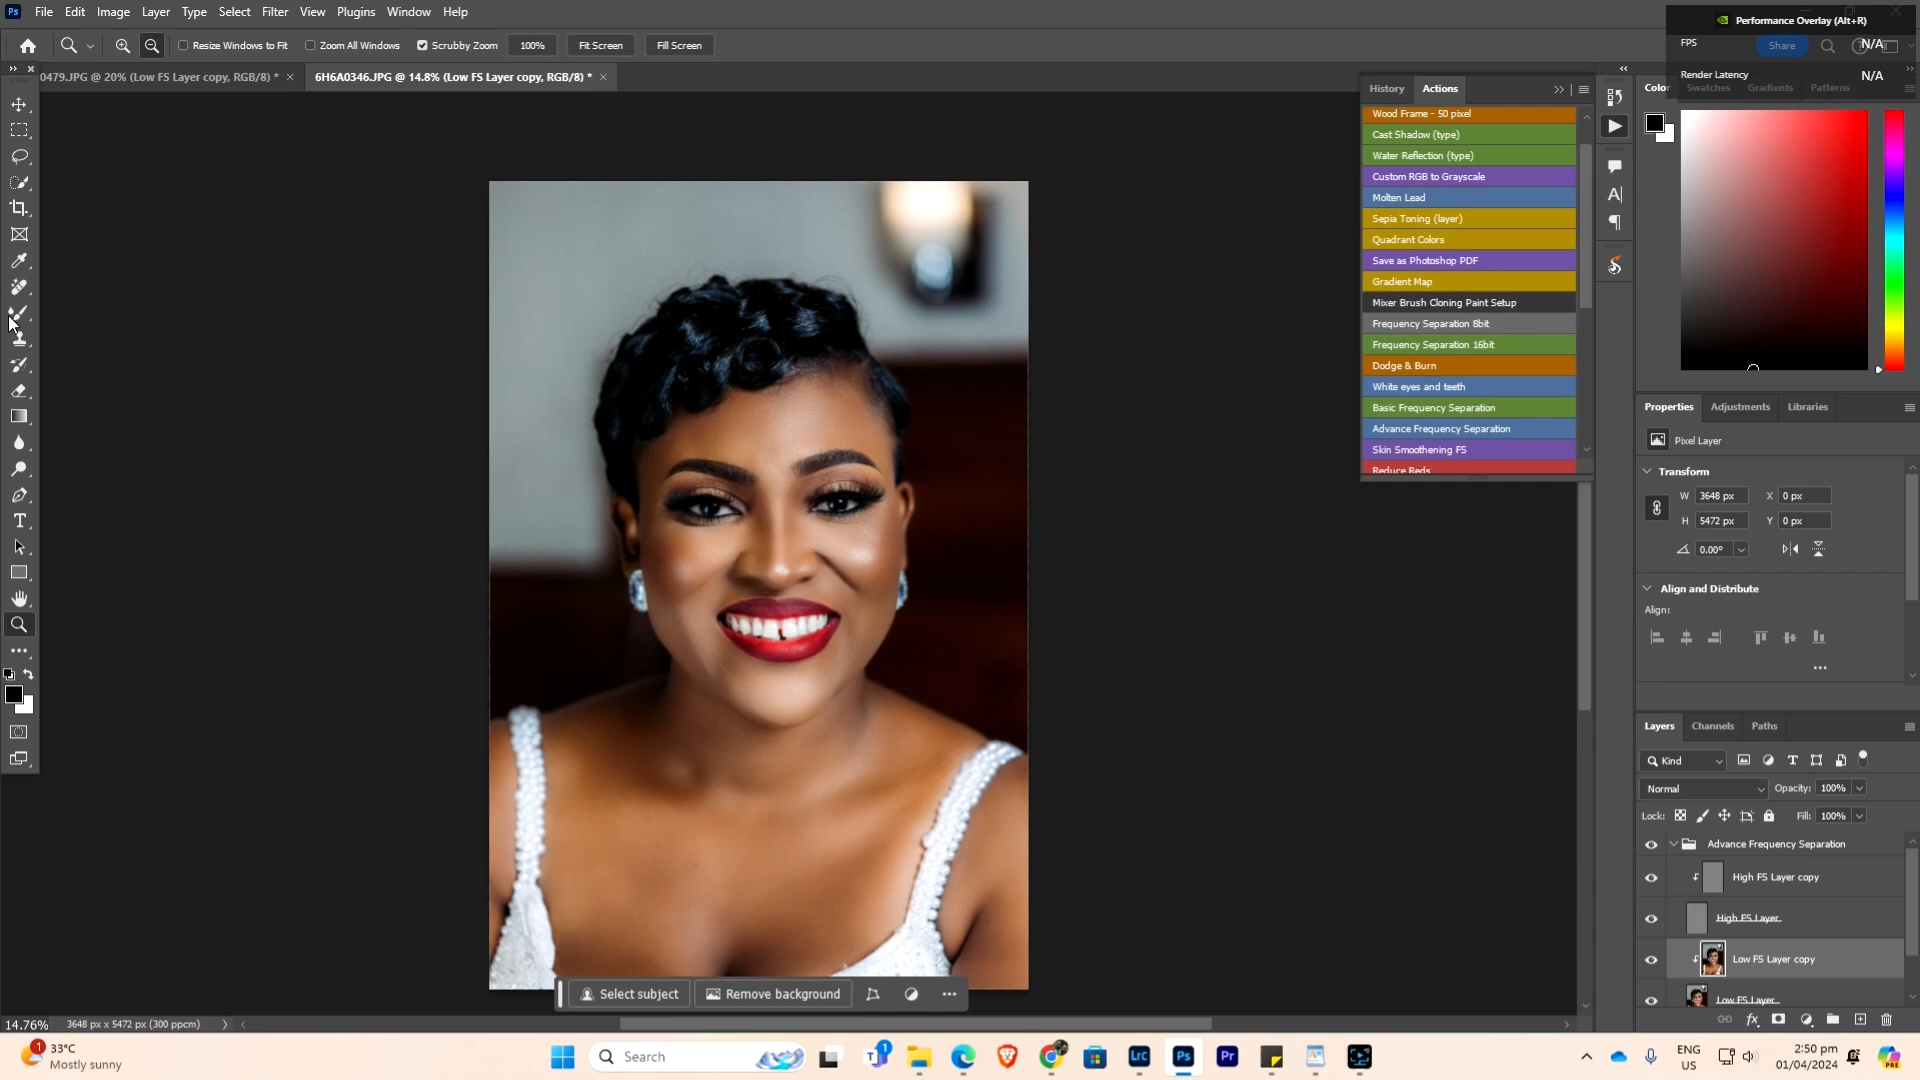 Ps File Edit Image Layer Type Select Filter View Plugins Window Help
Performance Overlay (Alt+R)
Resize Windows to Fit Zoom All Windows Scrubby Zoom 100% Fit Screen Fill Screen
FPS N/A
Share
Render Latency N/A
0479.JPG @ 20% (Low FS Layer copy, RGB/8) * 6H6A0346.JPG @ 14.8% (Low FS Layer copy, RGB/8) *
History Actions
Wood Frame - 50 pixel
Cast Shadow (type)
Water Reflection (type)
Custom RGB to Grayscale
Molten Lead
Sepia Toning (layer)
Quadrant Colors
Save as Photoshop PDF
Gradient Map
Mixer Brush Cloning Paint Setup
Frequency Separation 8bit
Frequency Separation 16bit
Dodge & Burn
White eyes and teeth
Basic Frequency Separation
Advance Frequency Separation
Skin Smoothening FS
Reduce Reds
Color Swatches Gradients Patterns
Properties Adjustments Libraries
Pixel Layer
Transform
W 3648 px X 0 px
H 5472 px Y 0 px
0.00°
Align and Distribute
Align:
Layers Channels Paths
Kind
Normal Opacity: 100%
Lock: Fill: 100%
Advance Frequency Separation
High FS Layer copy
High FS Layer
Low FS Layer copy
Low FS Layer
Select subject Remove background
14.76% 3648 px x 5472 px (300 ppcm)
1 33°C
Mostly sunny
Search
1
Lrc Ps Pr
ENG
US
2:50 pm
01/04/2024
PRE